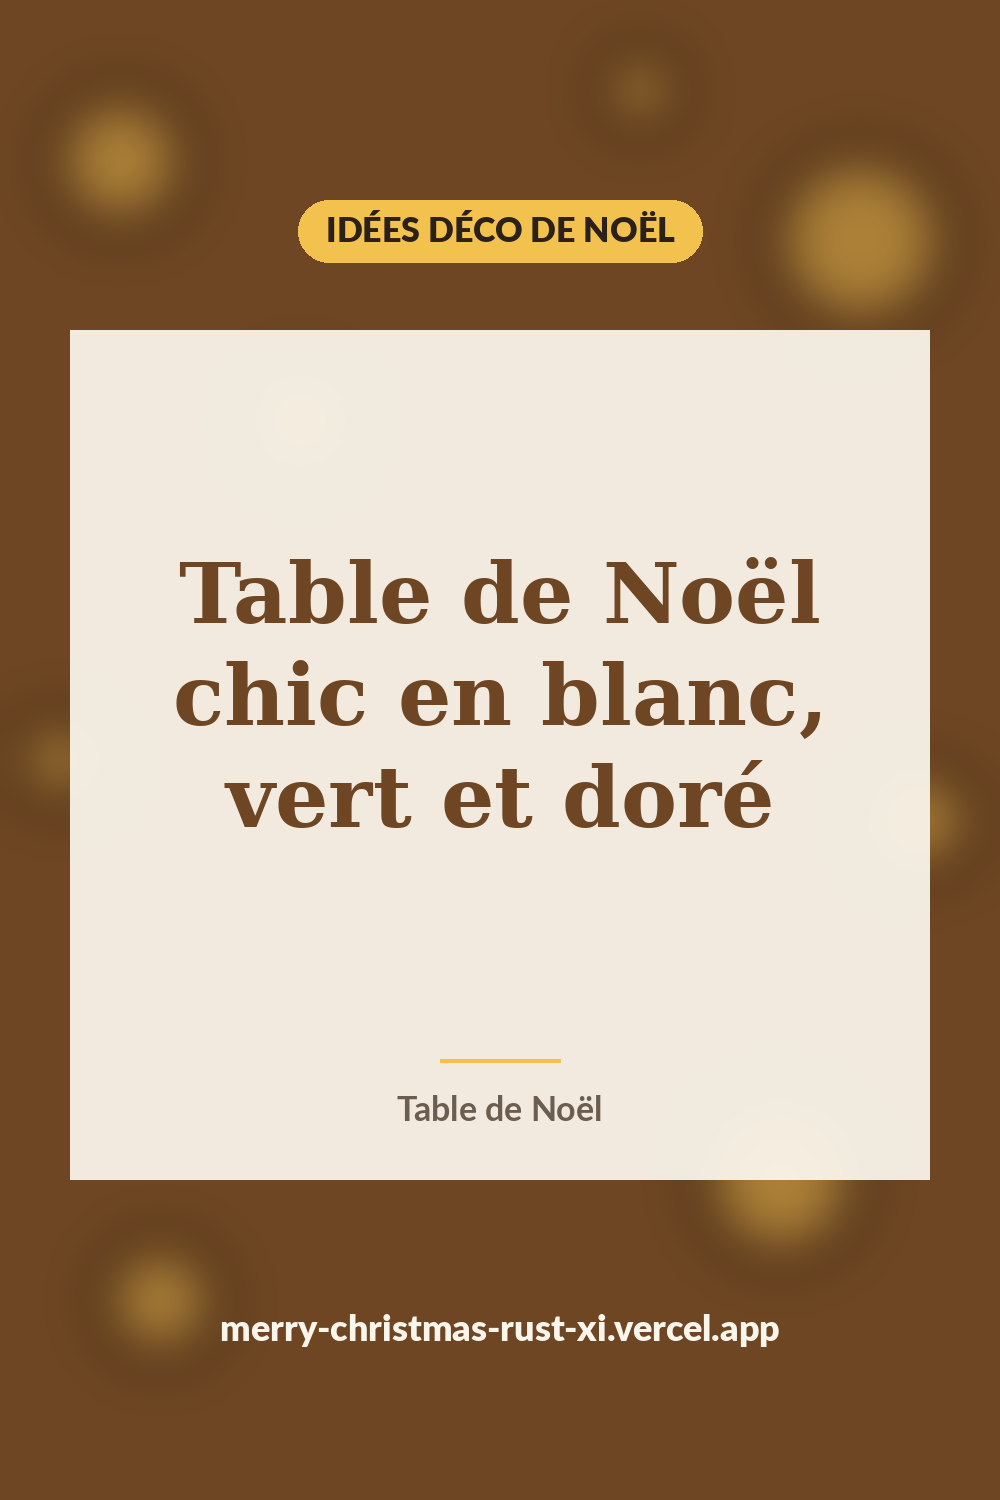 IDÉES DÉCO DE NOËL
Table de Noël
chic en blanc,
vert et doré
Table de Noël
merry-christmas-rust-xi.vercel.app